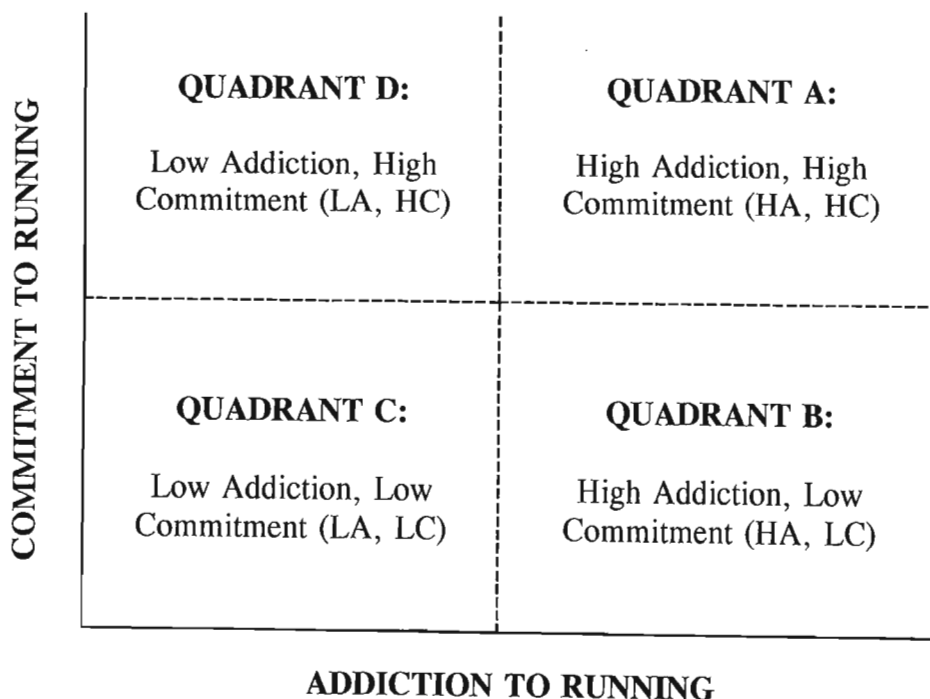 COMMITMENT TO RUNNING
QUADRANT D:
Low Addiction, High
Commitment (LA, HC)
QUADRANT A:
High Addiction, High
Commitment (HA, HC)
QUADRANT C:
Low Addiction, Low
Commitment (LA, LC)
QUADRANT B:
High Addiction, Low
Commitment (HA, LC)
ADDICTION TO RUNNING